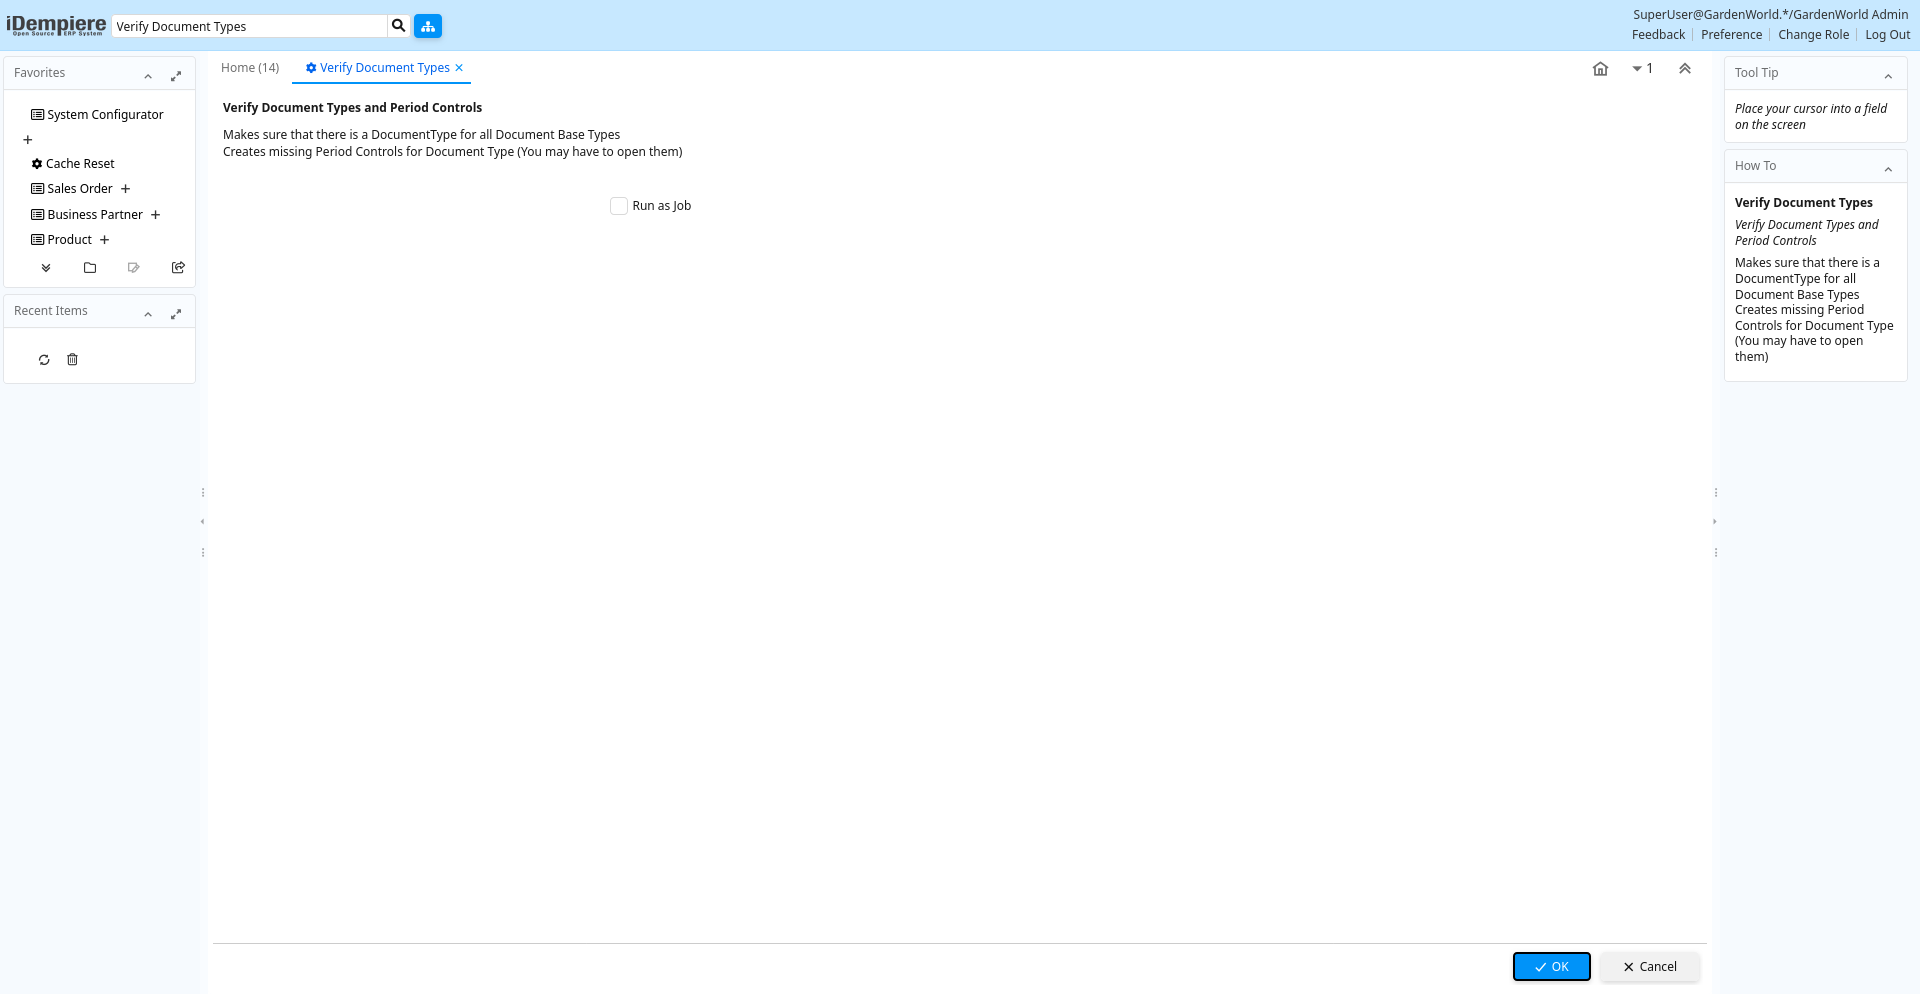 iDempiere
Open Source ERP System
Verify Document Types
SuperUser@GardenWorld.*/GardenWorld Admin
Feedback
Preference
Change Role
Log Out
Favorites
System Configurator
Cache Reset
Sales Order
Business Partner
Product
Recent Items
Home (14)
Verify Document Types
1
Verify Document Types and Period Controls
Makes sure that there is a DocumentType for all Document Base Types
Creates missing Period Controls for Document Type (You may have to open them)
Run as Job
OK
Cancel
Tool Tip
Place your cursor into a field
on the screen
How To
Verify Document Types
Verify Document Types and
Period Controls
Makes sure that there is a
DocumentType for all
Document Base Types
Creates missing Period
Controls for Document Type
(You may have to open
them)